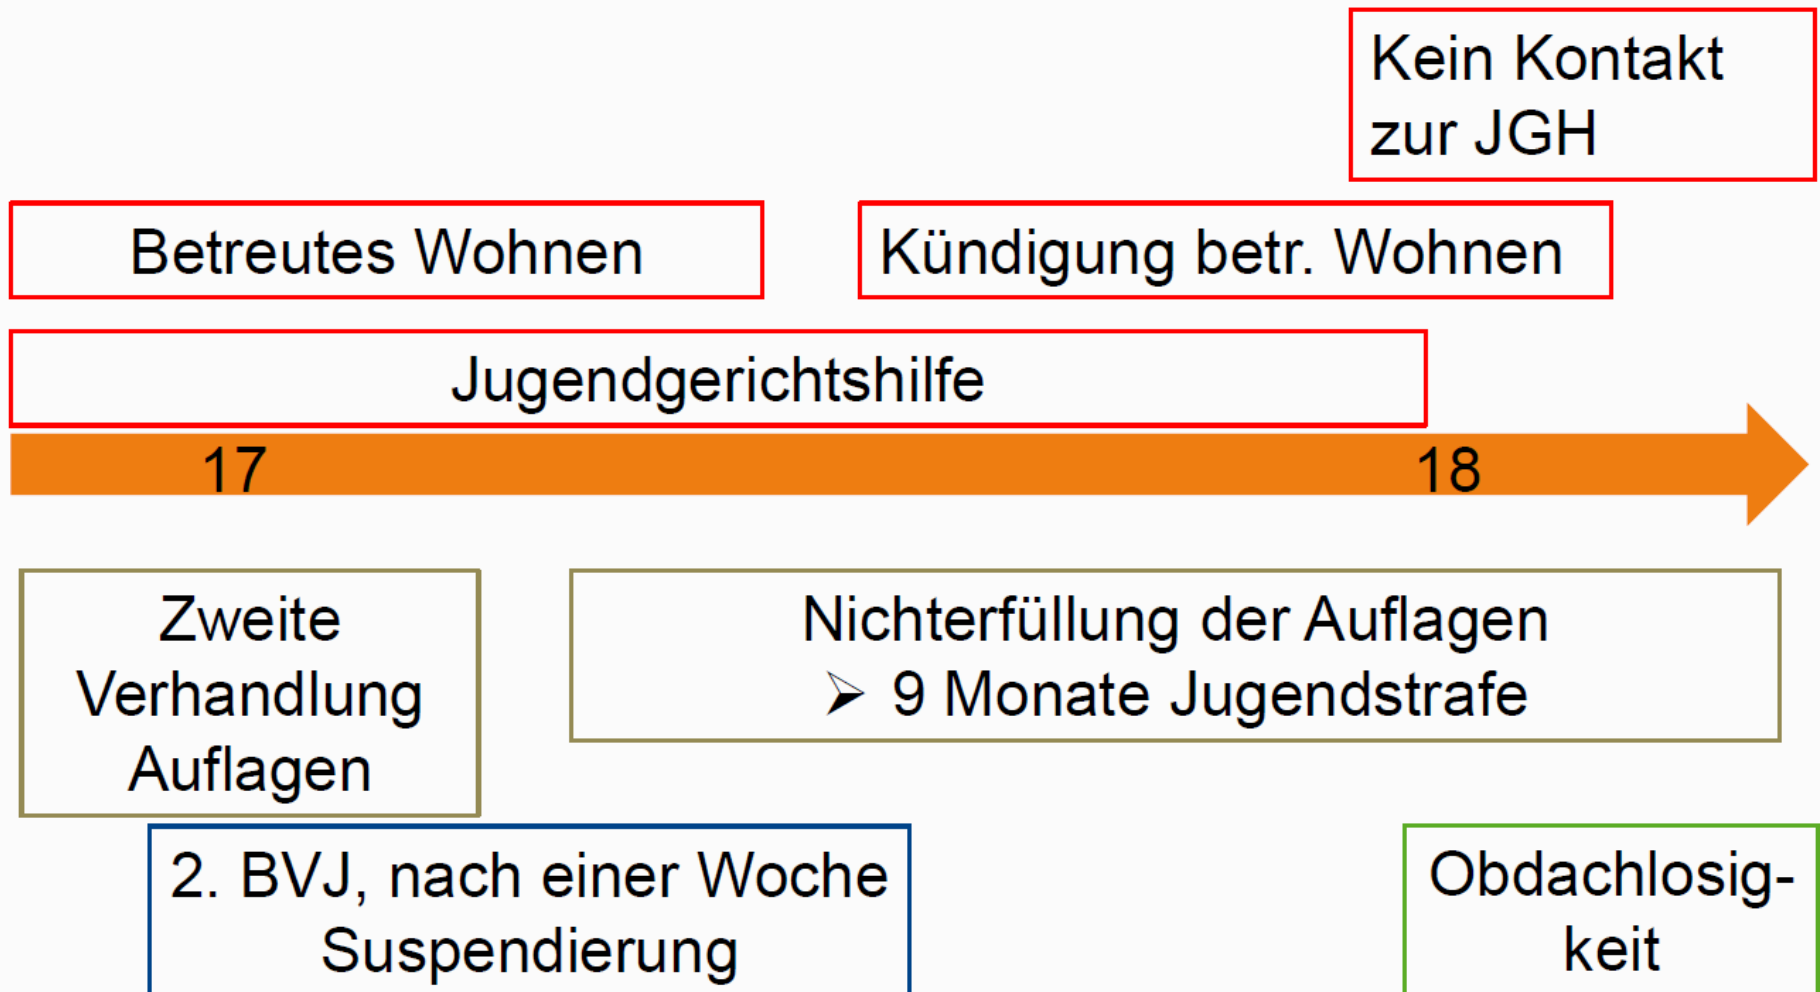 Kein Kontakt
zur JGH
Betreutes Wohnen
Kündigung betr. Wohnen
Jugendgerichtshilfe
17
18
Zweite
Verhandlung
Auflagen
Nichterfüllung der Auflagen
➢ 9 Monate Jugendstrafe
2. BVJ, nach einer Woche
Suspendierung
Obdachlosig-
keit